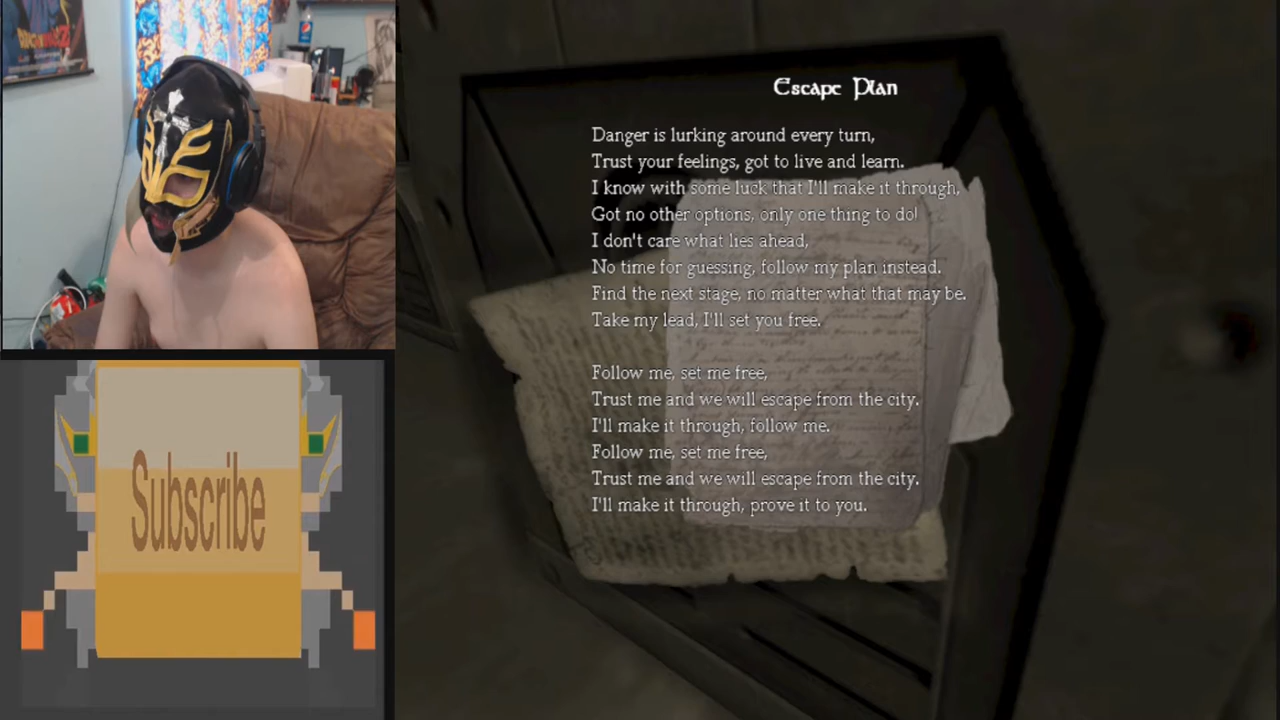 Escape Plan
Danger is lurking around every turn,
Trust your feelings, got to live and learn.
I know with some luck that I'll make it through,
Got no other options, only one thing to do!
I don't care what lies ahead,
No time for guessing, follow my plan instead.
Find the next stage, no matter what that may be.
Take my lead, I'll set you free.
Follow me, set me free,
Trust me and we will escape from the city.
I'll make it through, follow me.
Follow me, set me free,
Trust me and we will escape from the city.
I'll make it through, prove it to you.
Subscribe